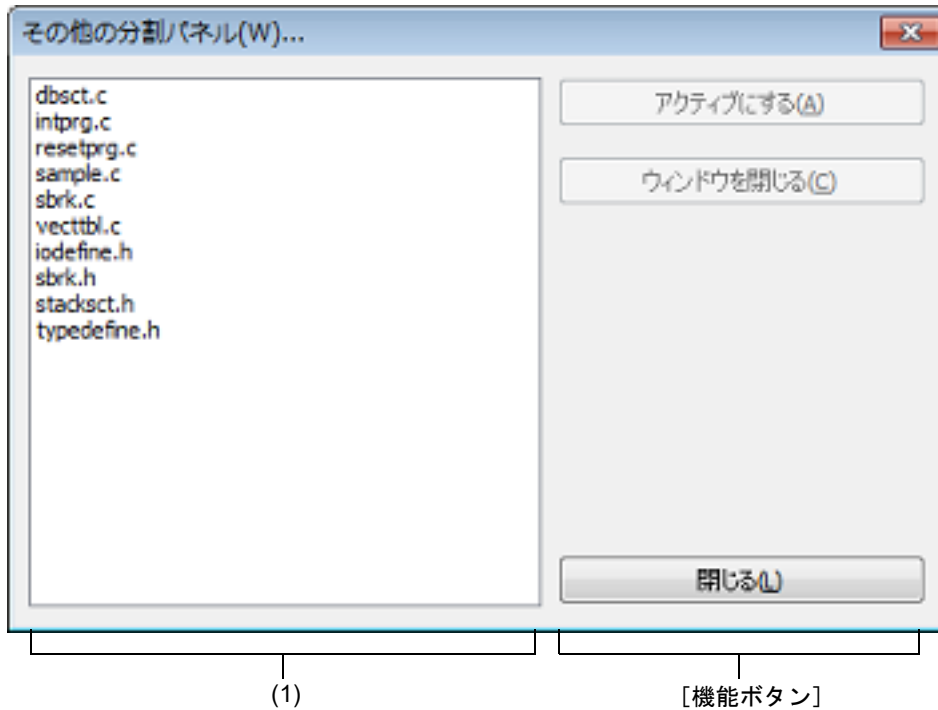 その他の分割パネル(W)...
dbsct.c
intprg.c
resetprg.c
sample.c
sbrk.c
vecttbl.c
iodefine.h
sbrk.h
stacksct.h
typedefine.h
アクティブにする(A)
ウィンドウを閉じる(C)
閉じる(L)
(1)
［機能ボタン］